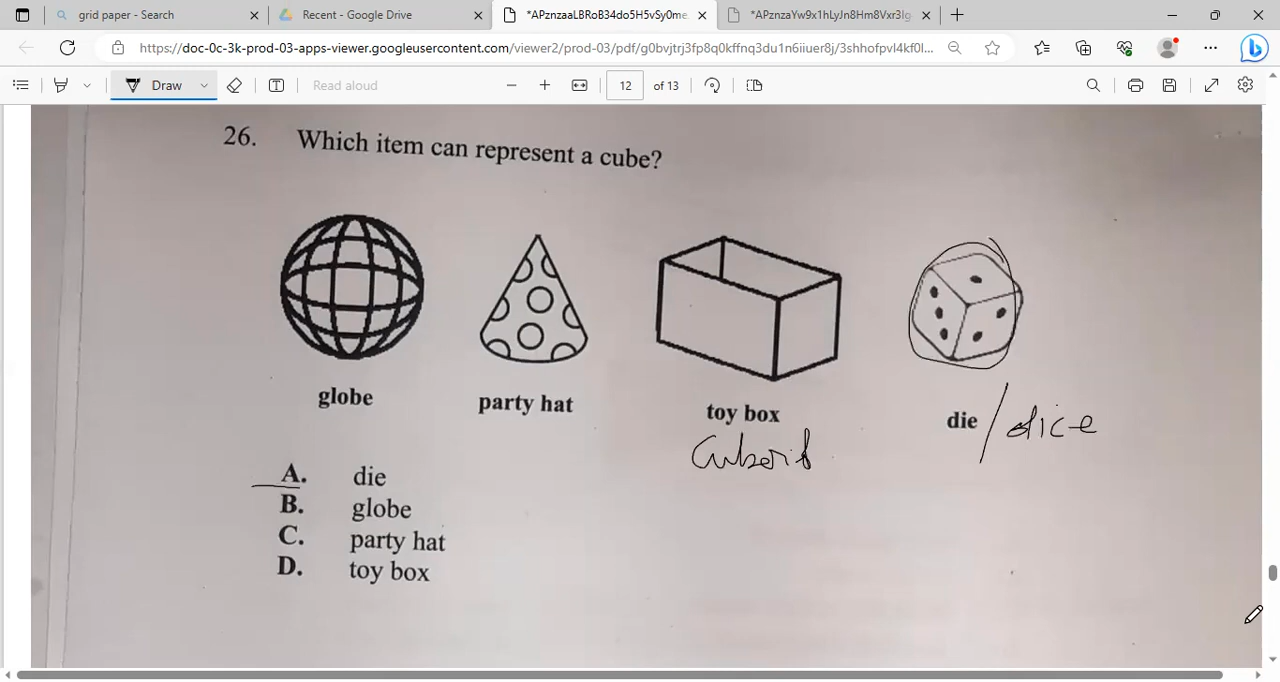 grid paper - Search
Recent - Google Drive
*APznzaaLBRoB34do5H5vSy0me
*APznzaYw9x1hLyJn8Hm8Vxr3Ig
https://doc-0c-3k-prod-03-apps-viewer.googleusercontent.com/viewer2/prod-03/pdf/g0bvjtrj3fp8q0kffnq3du1n6iiuer8j/3shhofpvl4kf0l...
Draw
Read aloud
12 of 13
26. Which item can represent a cube?
globe
party hat
toy box
die / dice
Cuboid
A. die
B. globe
C. party hat
D. toy box